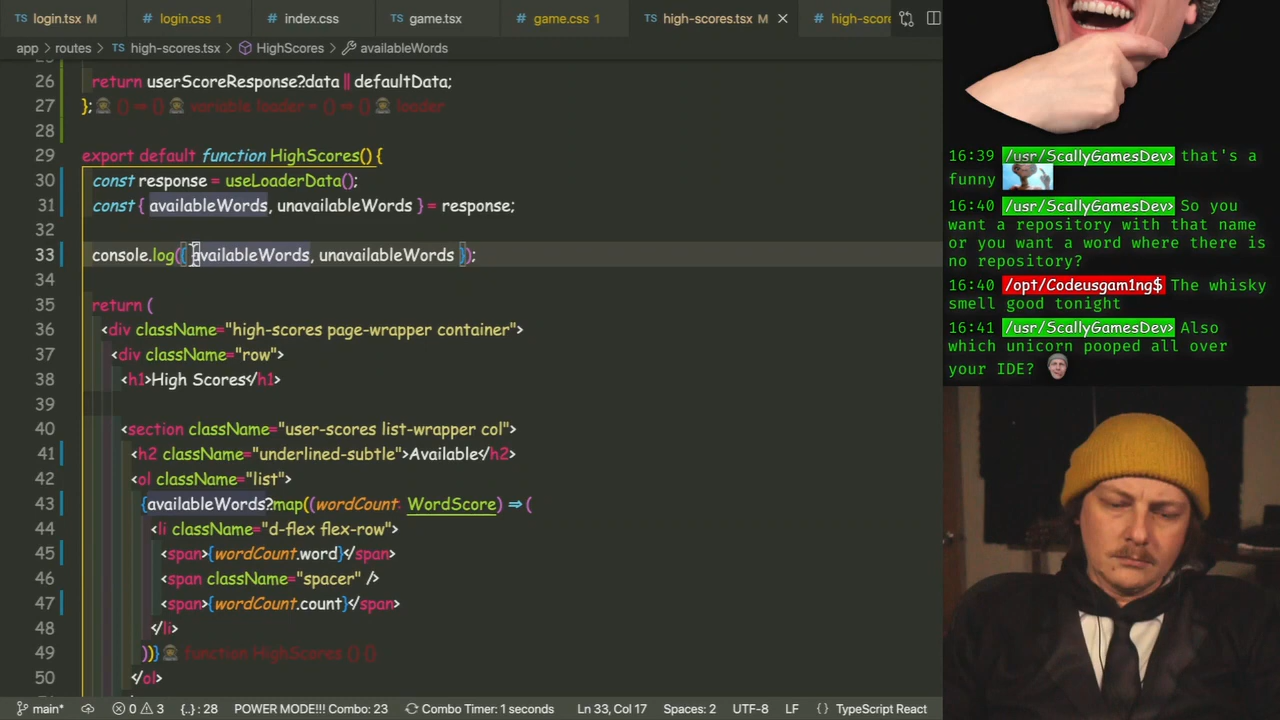 TS login.tsx M
login.css 1
index.css
TS game.tsx
game.css 1
TS high-scores.tsx M
high-score
app > routes > TS high-scores.tsx > HighScores > availableWords
26 return userScoreResponse?.data || defaultData;
27 }; () ⇒ {} variable loader = () ⇒ {} loader
28
29 export default function HighScores() {
30 const response = useLoaderData();
31 const { availableWords, unavailableWords } = response;
32
33 console.log({ availableWords, unavailableWords });
34
35 return (
36 <div className="high-scores page-wrapper container">
37 <div className="row">
38 <h1>High Scores</h1>
39
40 <section className="user-scores list-wrapper col">
41 <h2 className="underlined-subtle">Available</h2>
42 <ol className="list">
43 {availableWords?.map((wordCount: WordScore) ⇒ (
44 <li className="d-flex flex-row">
45 <span>{wordCount.word}</span>
46 <span className="spacer" />
47 <span>{wordCount.count}</span>
48 </li>
49 ))} function HighScores () {}
50 </ol>
main*
0 3
{..} : 28
POWER MODE!!! Combo: 23
Combo Timer: 1 seconds
Ln 33, Col 17
Spaces: 2
UTF-8
LF
{} TypeScript React
16:39 /usr/ScallyGamesDev> that's a
funny
16:40 /usr/ScallyGamesDev> So you
want a repository with that name
or you want a word where there is
no repository?
16:40 /opt/Codeusgam1ng$ The whisky
smell good tonight
16:41 /usr/ScallyGamesDev> Also
which unicorn pooped all over
your IDE?